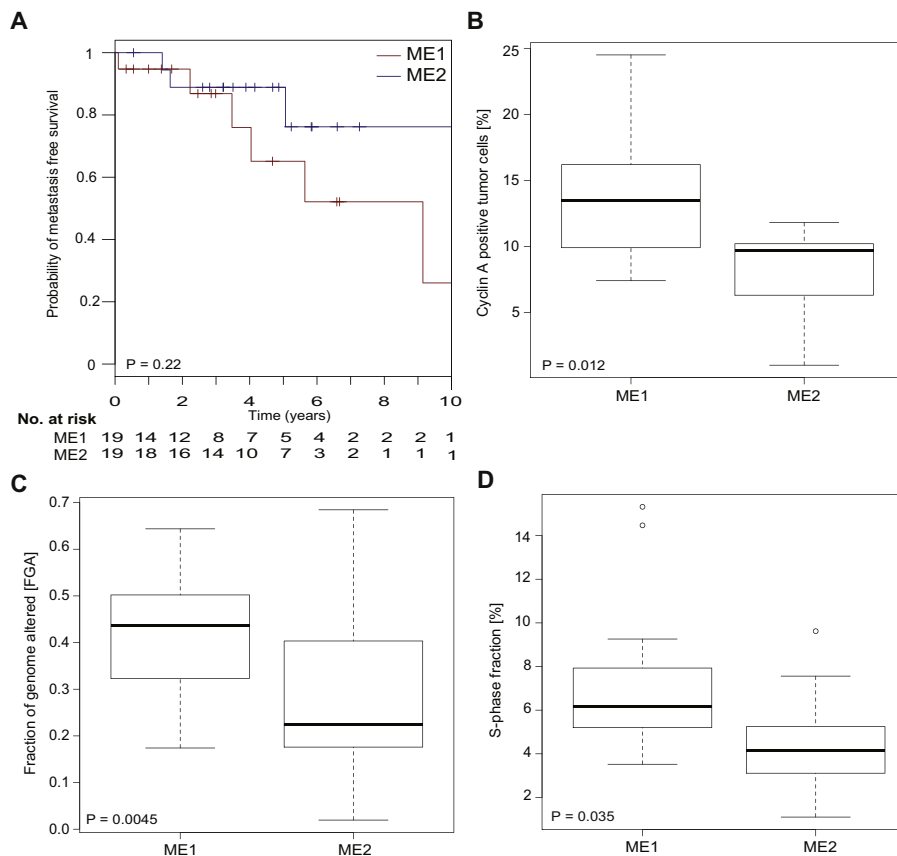 A
Probability of metastasis free survival
1
0.8
0.6
0.4
0.2
0
ME1
ME2
P = 0.22
0 2 4 6 8 10
Time (years)
No. at risk
ME1 19 14 12 8 7 5 4 2 2 2 1
ME2 19 18 16 14 10 7 3 2 1 1 1
B
Cyclin A positive tumor cells [%]
25
20
15
10
5
P = 0.012
ME1 ME2
C
Fraction of genome altered [FGA]
0.7
0.6
0.5
0.4
0.3
0.2
0.1
0.0
P = 0.0045
ME1 ME2
D
S-phase fraction [%]
14
12
10
8
6
4
2
P = 0.035
ME1 ME2